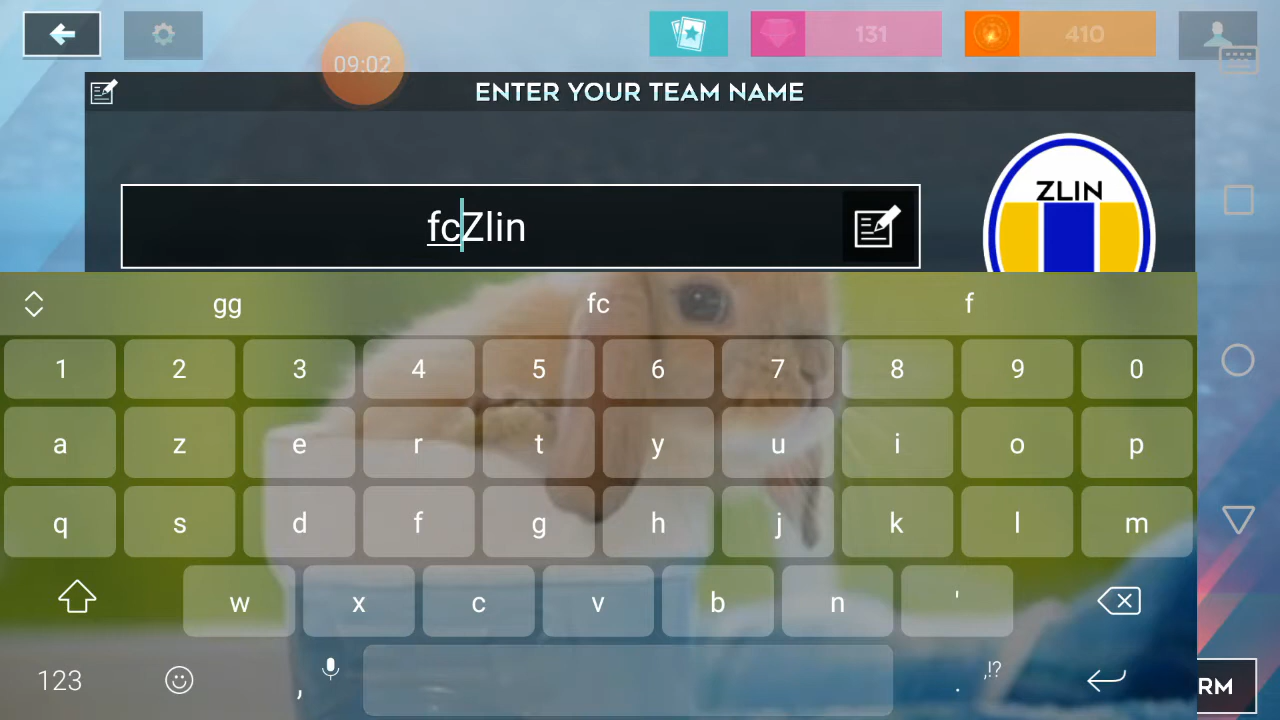 09:02
131
410
ENTER YOUR TEAM NAME
fcZlin
ZLIN
gg fc f
1 2 3 4 5 6 7 8 9 0
a z e r t y u i o p
q s d f g h j k l m
w x c v b n '
123 , . ,!?
RM